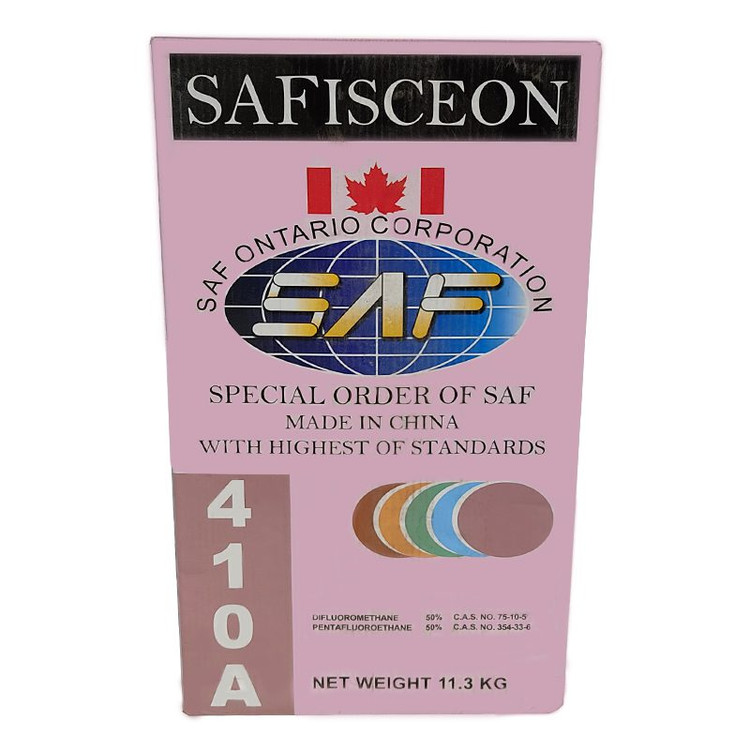 SAFISCEON
SAF ONTARIO CORPORATION
SAF
SPECIAL ORDER OF SAF
MADE IN CHINA
WITH HIGHEST OF STANDARDS
410A
DIFLUOROMETHANE 50% C.A.S. NO. 75-10-5
PENTAFLUOROETHANE 50% C.A.S. NO. 354-33-6
NET WEIGHT 11.3 KG